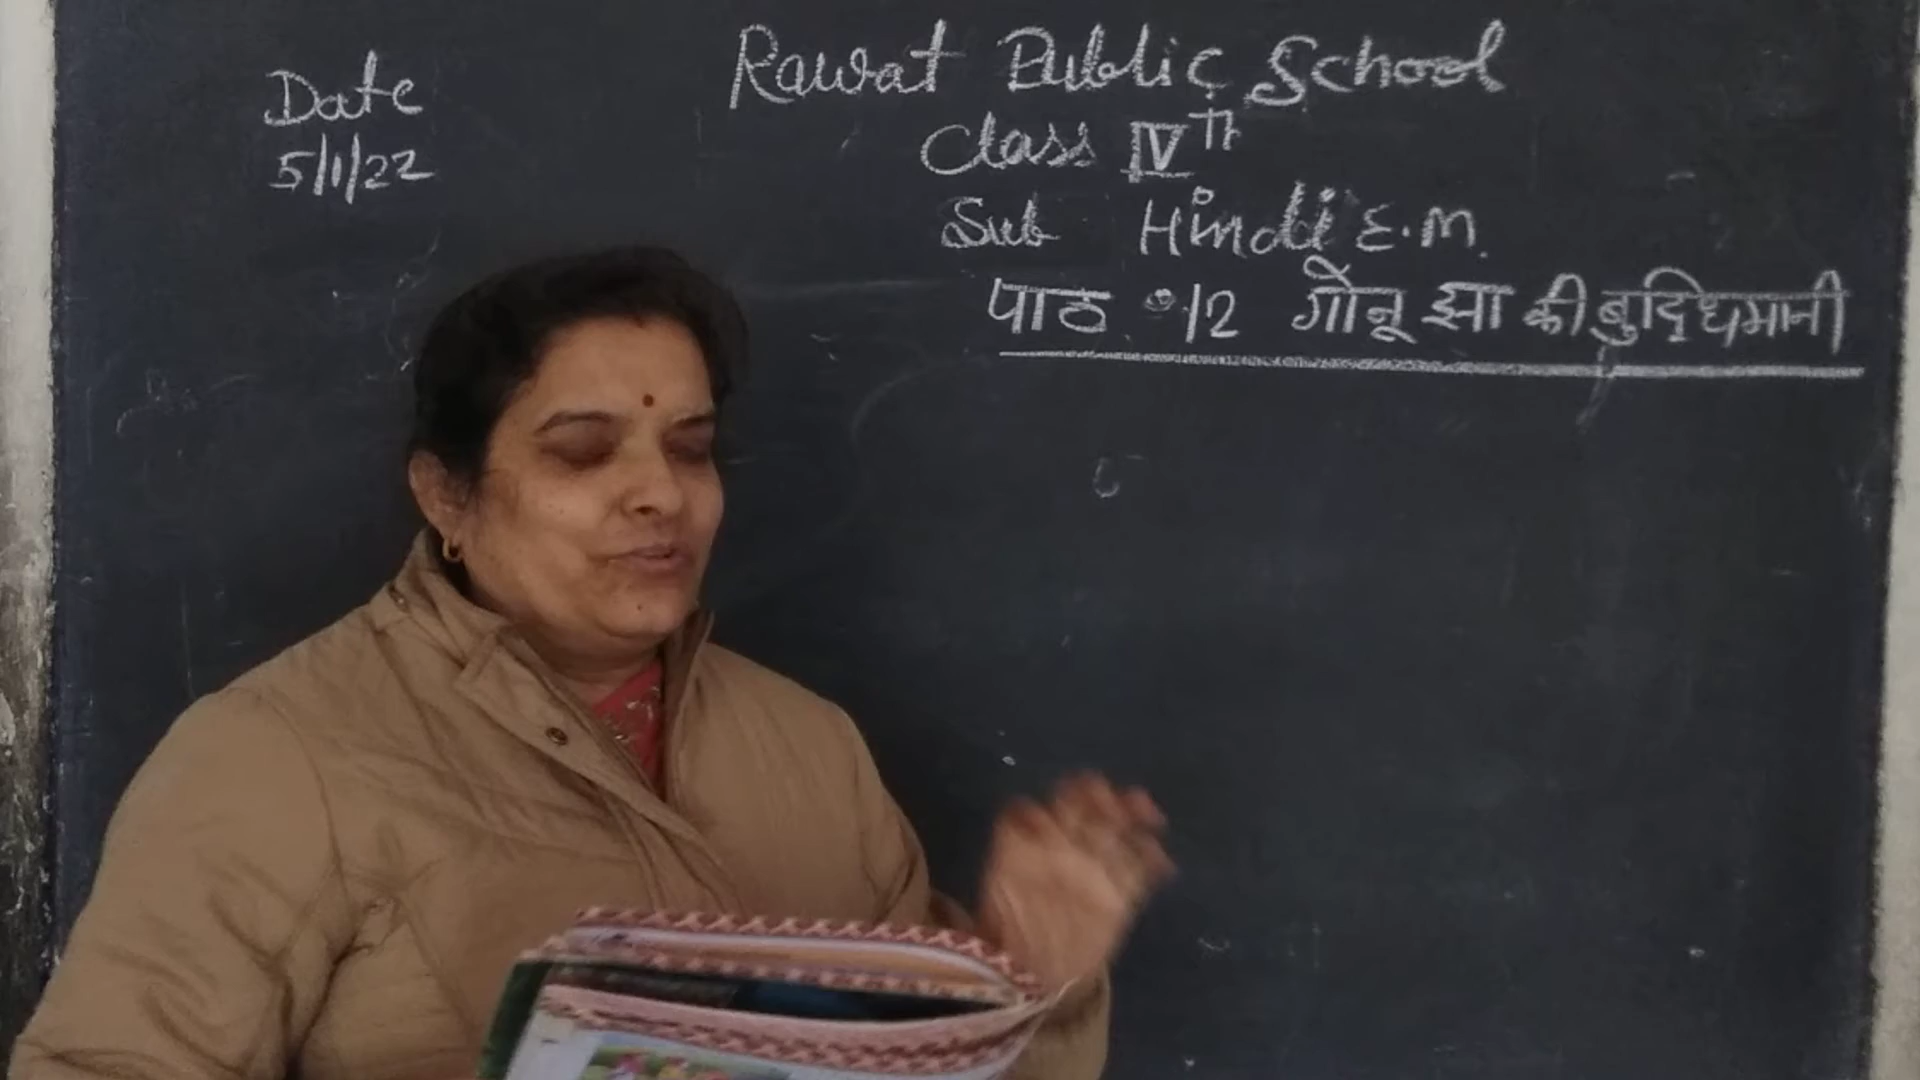 Date
5/1/22
Rawat Public School
Class IVTh
Sub Hindi E.M.
पाठ 12 गोनू झा की बुद्धिमानी